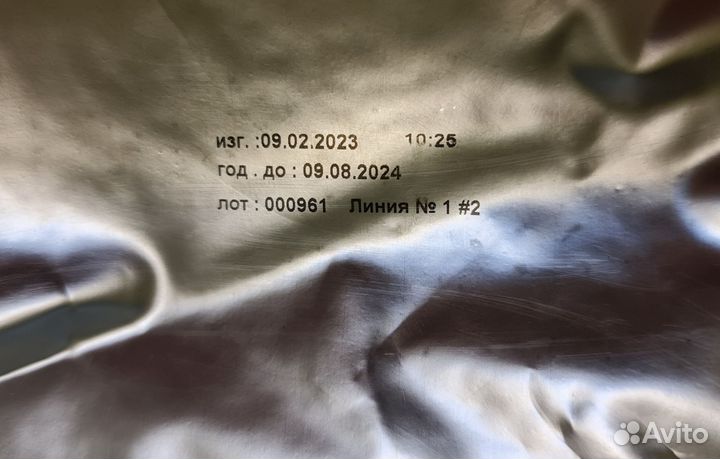 изг. :09.02.2023 10:25
год . до : 09.08.2024
лот : 000961 Линия № 1 #2
Avito